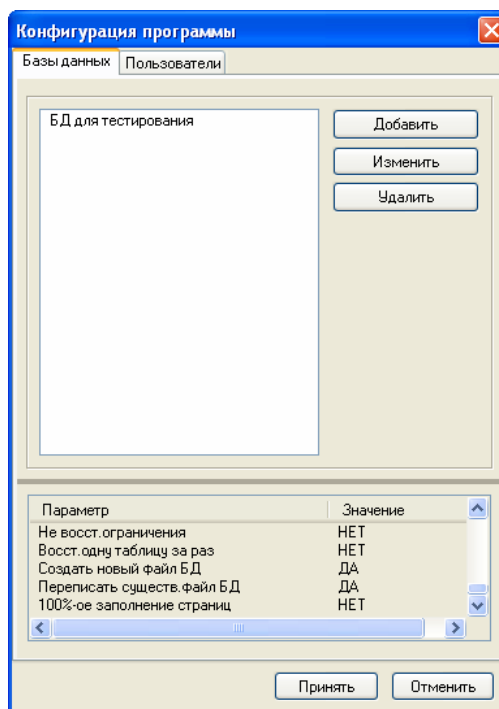 Конфигурация программы
Базы данных Пользователи
БД для тестирования
Добавить
Изменить
Удалить
Параметр Значение
Не восст.ограничения НЕТ
Восст.одну таблицу за раз НЕТ
Создать новый файл БД ДА
Переписать существ.файл БД ДА
100%-ое заполнение страниц НЕТ
Принять Отменить